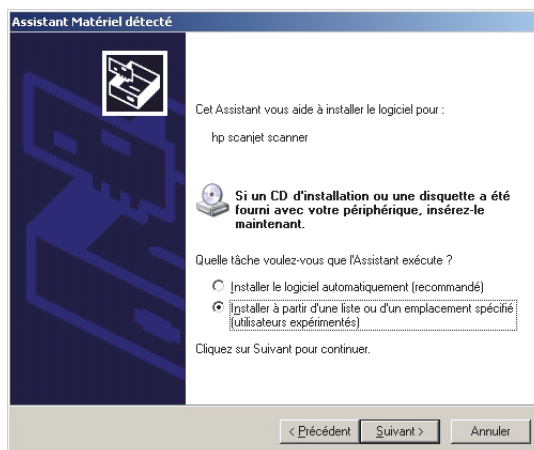 Assistant Matériel détecté
Cet Assistant vous aide à installer le logiciel pour :
hp scanjet scanner
Si un CD d'installation ou une disquette a été
fourni avec votre périphérique, insérez-le
maintenant.
Quelle tâche voulez-vous que l'Assistant exécute ?
Installer le logiciel automatiquement (recommandé)
Installer à partir d'une liste ou d'un emplacement spécifié
(utilisateurs expérimentés)
Cliquez sur Suivant pour continuer.
< Précédent Suivant > Annuler